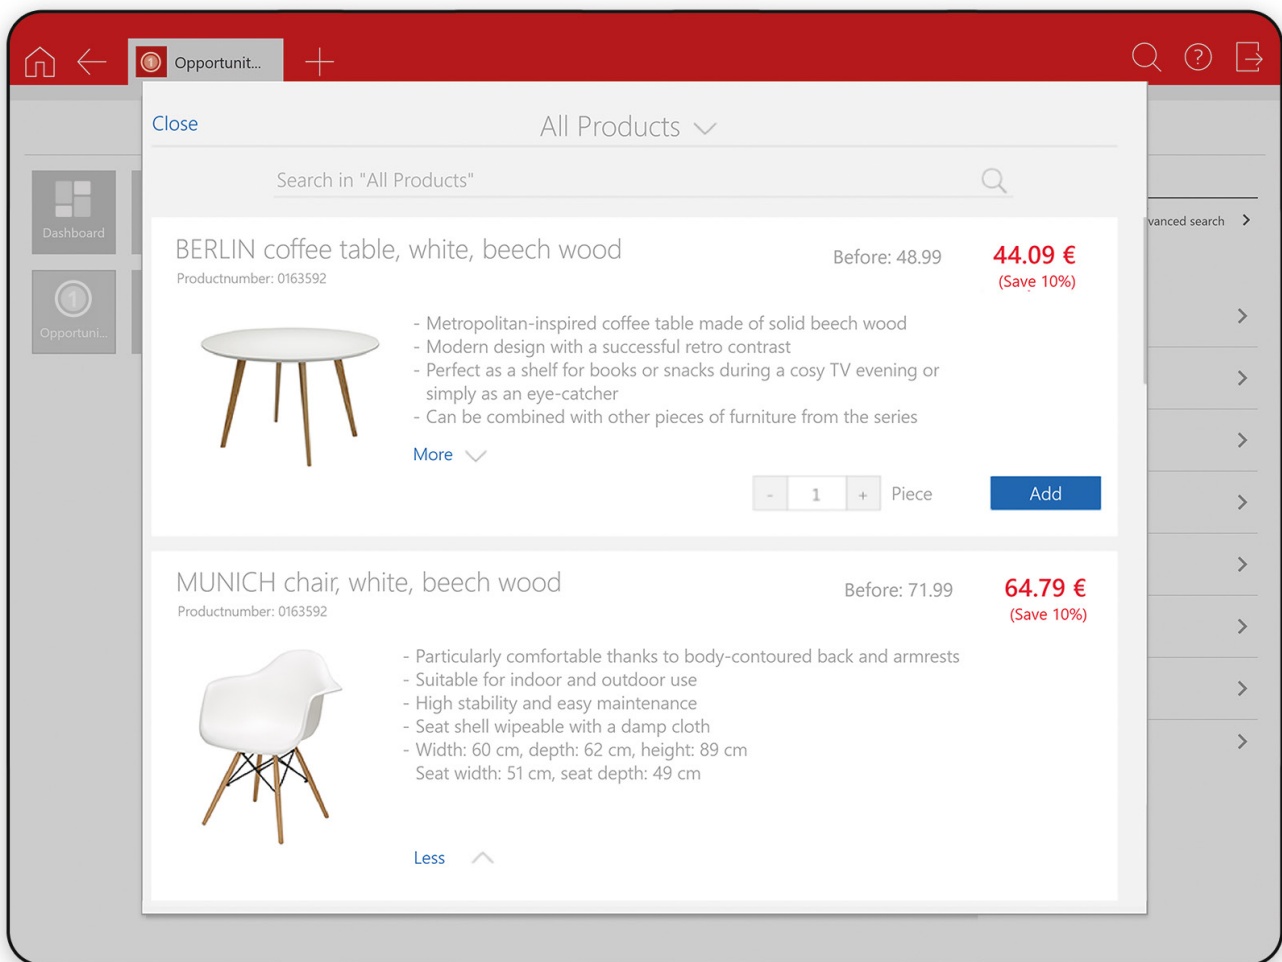 Opportunit...
Close
All Products
Search in "All Products"
Dashboard
vanced search
Opportuni...
BERLIN coffee table, white, beech wood
Before: 48.99
44.09 €
Productnumber: 0163592
(Save 10%)
- Metropolitan-inspired coffee table made of solid beech wood
- Modern design with a successful retro contrast
- Perfect as a shelf for books or snacks during a cosy TV evening or
simply as an eye-catcher
- Can be combined with other pieces of furniture from the series
More
- 1 + Piece
Add
MUNICH chair, white, beech wood
Before: 71.99
64.79 €
Productnumber: 0163592
(Save 10%)
- Particularly comfortable thanks to body-contoured back and armrests
- Suitable for indoor and outdoor use
- High stability and easy maintenance
- Seat shell wipeable with a damp cloth
- Width: 60 cm, depth: 62 cm, height: 89 cm
Seat width: 51 cm, seat depth: 49 cm
Less